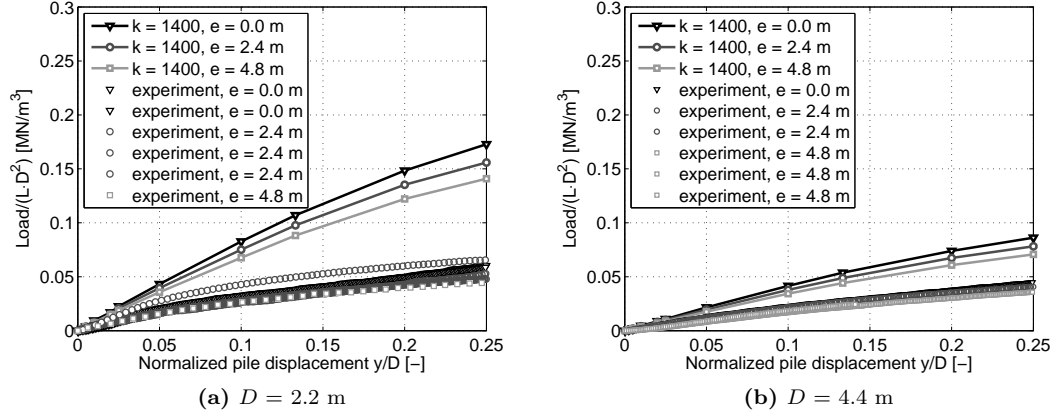 0.3
0.25
0.2
0.15
0.1
0.05
0
Load/(L·D²) [MN/m³]
k = 1400, e = 0.0 m
k = 1400, e = 2.4 m
k = 1400, e = 4.8 m
experiment, e = 0.0 m
experiment, e = 0.0 m
experiment, e = 2.4 m
experiment, e = 2.4 m
experiment, e = 4.8 m
0 0.05 0.1 0.15 0.2 0.25
Normalized pile displacement y/D [−]
(a) D = 2.2 m
0.3
0.25
0.2
0.15
0.1
0.05
0
Load/(L·D²) [MN/m³]
k = 1400, e = 0.0 m
k = 1400, e = 2.4 m
k = 1400, e = 4.8 m
experiment, e = 0.0 m
experiment, e = 2.4 m
experiment, e = 2.4 m
experiment, e = 4.8 m
experiment, e = 4.8 m
experiment, e = 4.8 m
0 0.05 0.1 0.15 0.2 0.25
Normalized pile displacement y/D [−]
(b) D = 4.4 m